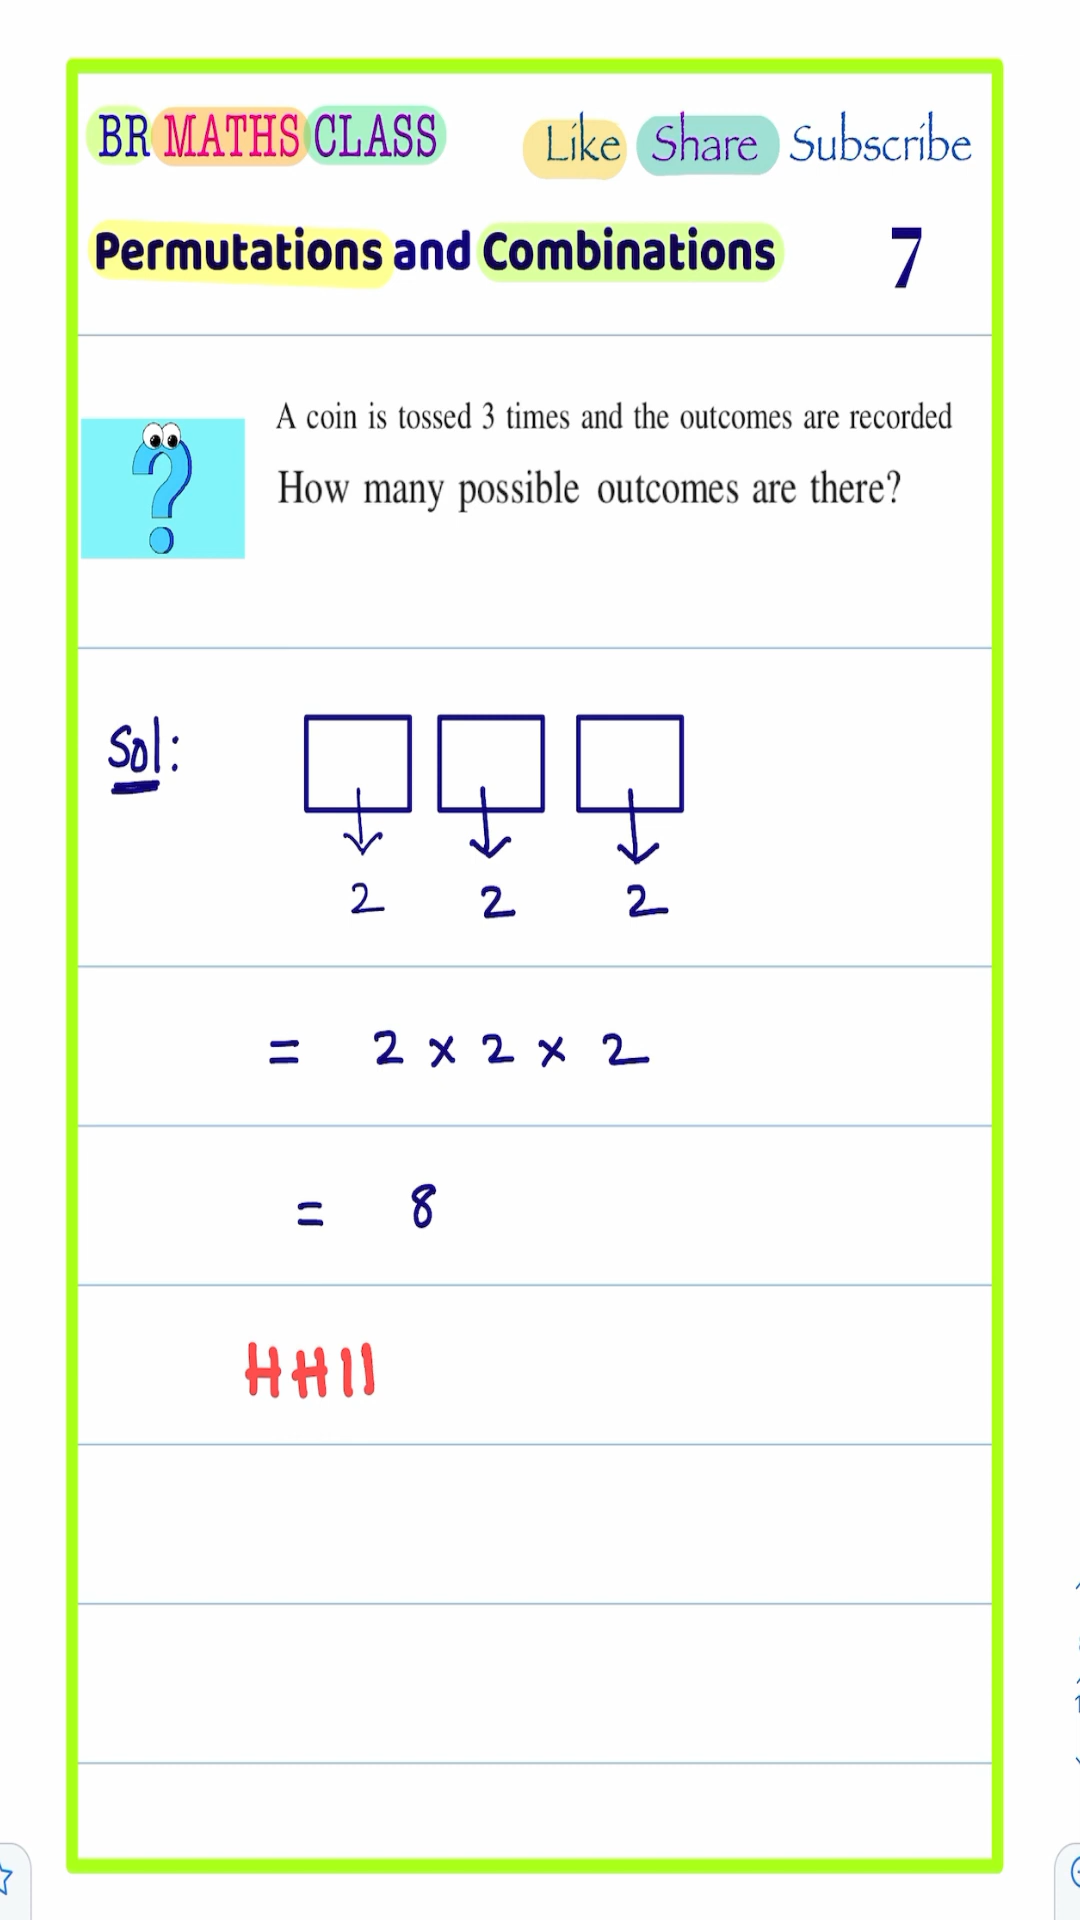 BR MATHS CLASS Like Share Subscribe
Permutations and Combinations 7
A coin is tossed 3 times and the outcomes are recorded
How many possible outcomes are there?
Sol:
2 2 2
= 2 × 2 × 2
= 8
HH